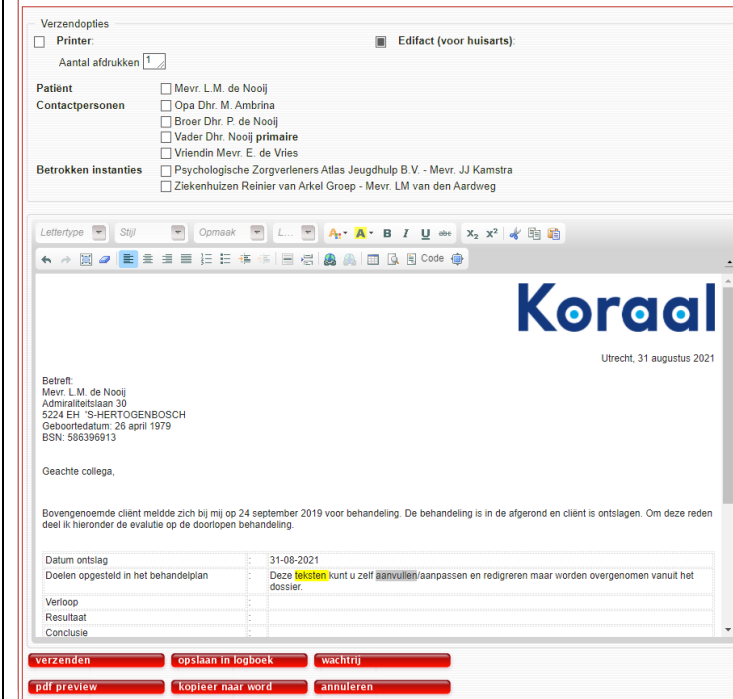 Verzendopties
Printer:
Edifact (voor huisarts):
Aantal afdrukken 1
Patiënt Mevr. L.M. de Nooij
Contactpersonen Opa Dhr. M. Ambrina
Broer Dhr. P. de Nooij
Vader Dhr. Nooij primaire
Vriendin Mevr. E. de Vries
Betrokken instanties Psychologische Zorgverleners Atlas Jeugdhulp B.V. - Mevr. JJ Kamstra
Ziekenhuizen Reinier van Arkel Groep - Mevr. LM van den Aardweg
Lettertype Stijl Opmaak L... A A B I U abc X₂ X²
Code
Koraal
Utrecht, 31 augustus 2021
Betreft:
Mevr. L.M. de Nooij
Admiraliteitslaan 30
5224 EH 'S-HERTOGENBOSCH
Geboortedatum: 26 april 1979
BSN: 586396913
Geachte collega,
Bovengenoemde cliënt meldde zich bij mij op 24 september 2019 voor behandeling. De behandeling is in de afgerond en cliënt is ontslagen. Om deze reden
deel ik hieronder de evalutie op de doorlopen behandeling.
Datum ontslag : 31-08-2021
Doelen opgesteld in het behandelplan : Deze teksten kunt u zelf aanvullen/aanpassen en redigreren maar worden overgenomen vanuit het
dossier.
Verloop :
Resultaat :
Conclusie :
verzenden opslaan in logboek wachtrij
pdf preview kopieer naar word annuleren